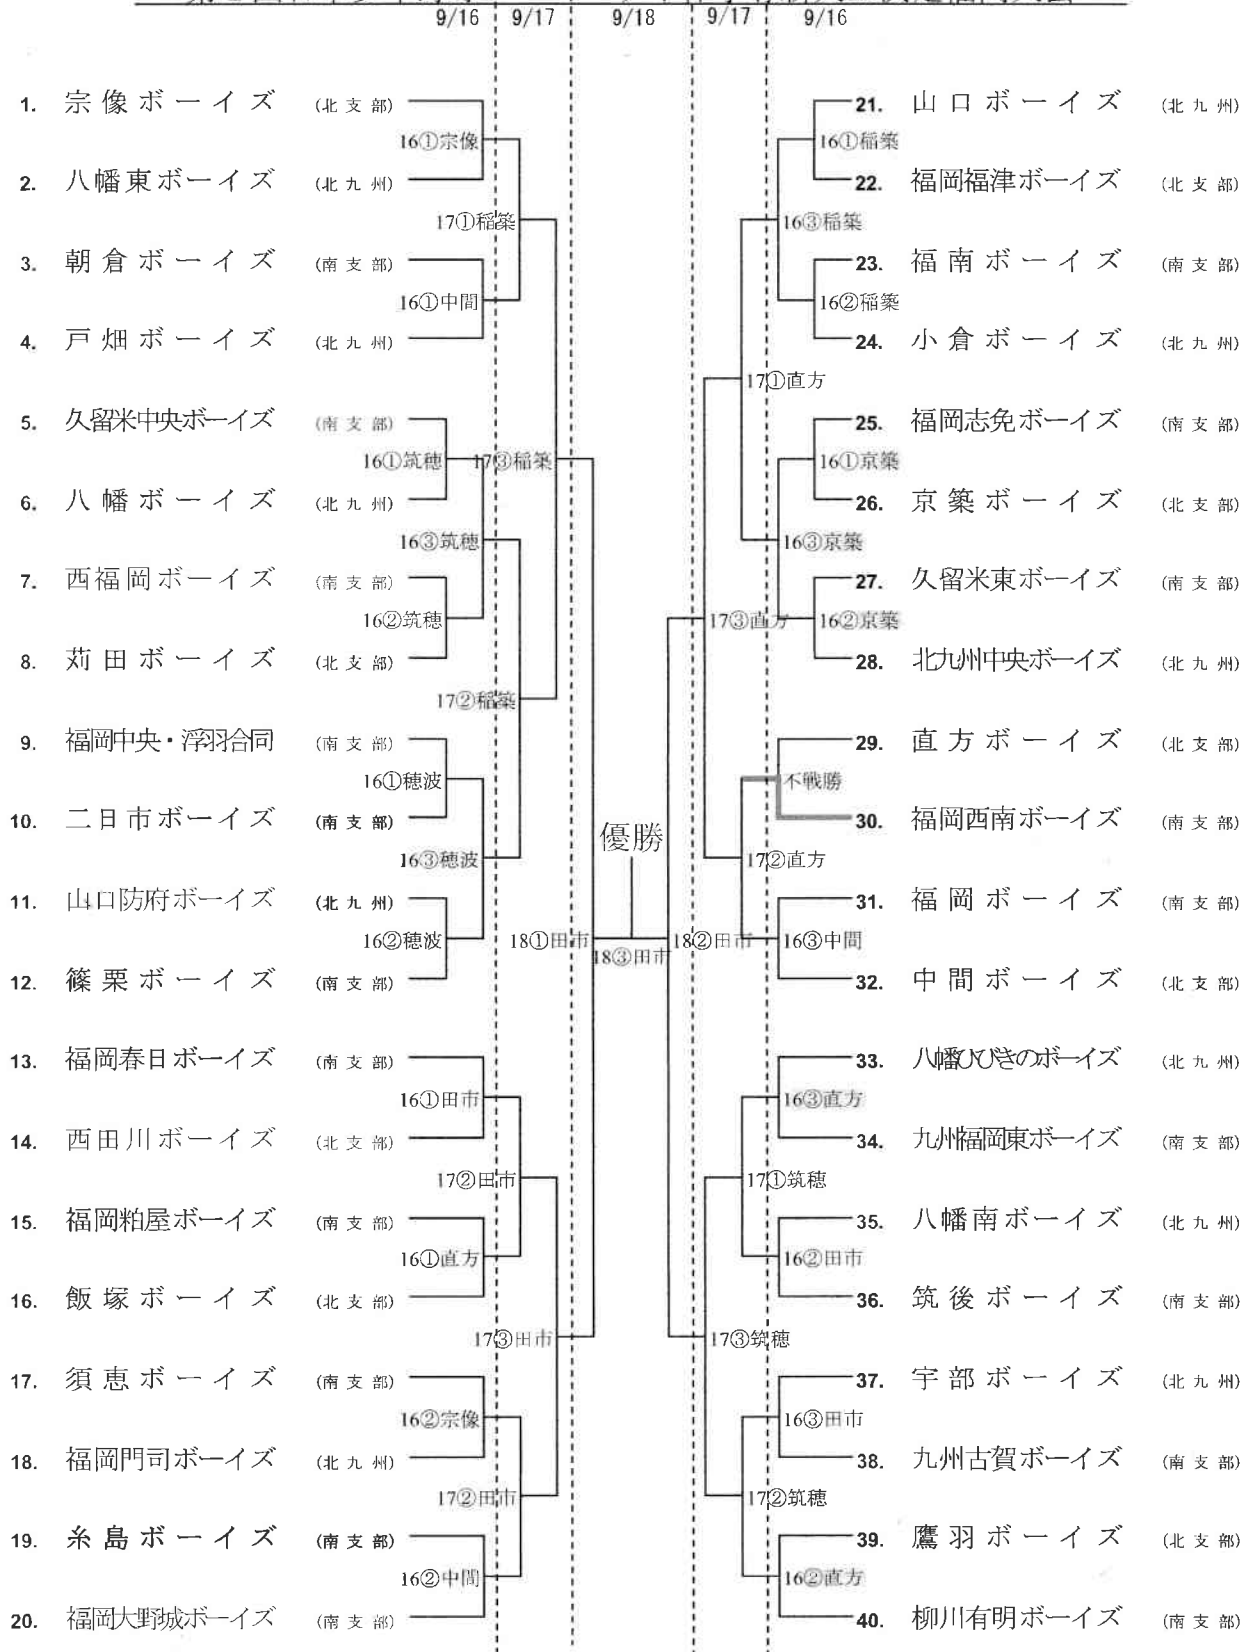 9/16 9/17 9/18 9/17 9/16
1. 宗像ボーイズ (北支部)
16①宗像
2. 八幡東ボーイズ (北九州)
17①稲築
3. 朝倉ボーイズ (南支部)
16①中間
4. 戸畑ボーイズ (北九州)
5. 久留米中央ボーイズ (南支部)
16①筑穂
17③稲築
6. 八幡ボーイズ (北九州)
16③筑穂
7. 西福岡ボーイズ (南支部)
16②筑穂
8. 苅田ボーイズ (北支部)
17②稲築
9. 福岡中央・浮羽合同 (南支部)
16①穂波
10. 二日市ボーイズ (南支部)
16③穂波
11. 山口防府ボーイズ (北九州)
16②穂波
12. 篠栗ボーイズ (南支部)
18①田市
13. 福岡春日ボーイズ (南支部)
16①田市
14. 西田川ボーイズ (北支部)
17②田市
15. 福岡粕屋ボーイズ (南支部)
16①直方
16. 飯塚ボーイズ (北支部)
17③田市
17. 須恵ボーイズ (南支部)
16②宗像
18. 福岡門司ボーイズ (北九州)
17②田市
19. 糸島ボーイズ (南支部)
16②中間
20. 福岡大野城ボーイズ (南支部)
優勝
18③田市
21. 山口ボーイズ (北九州)
16①稲築
22. 福岡福津ボーイズ (北支部)
16③稲築
23. 福南ボーイズ (南支部)
16②稲築
24. 小倉ボーイズ (北九州)
17①直方
25. 福岡志免ボーイズ (南支部)
16①京築
26. 京築ボーイズ (北支部)
16③京築
27. 久留米東ボーイズ (南支部)
17③直方
16②京築
28. 北九州中央ボーイズ (北九州)
29. 直方ボーイズ (北支部)
不戦勝
30. 福岡西南ボーイズ (南支部)
17②直方
31. 福岡ボーイズ (南支部)
18②田市
16③中間
32. 中間ボーイズ (北支部)
33. 八幡ひびきのボーイズ (北九州)
16③直方
34. 九州福岡東ボーイズ (南支部)
17①筑穂
35. 八幡南ボーイズ (北九州)
16②田市
36. 筑後ボーイズ (南支部)
17③筑穂
37. 宇部ボーイズ (北九州)
16③田市
38. 九州古賀ボーイズ (南支部)
17②筑穂
39. 鷹羽ボーイズ (北支部)
16②直方
40. 柳川有明ボーイズ (南支部)